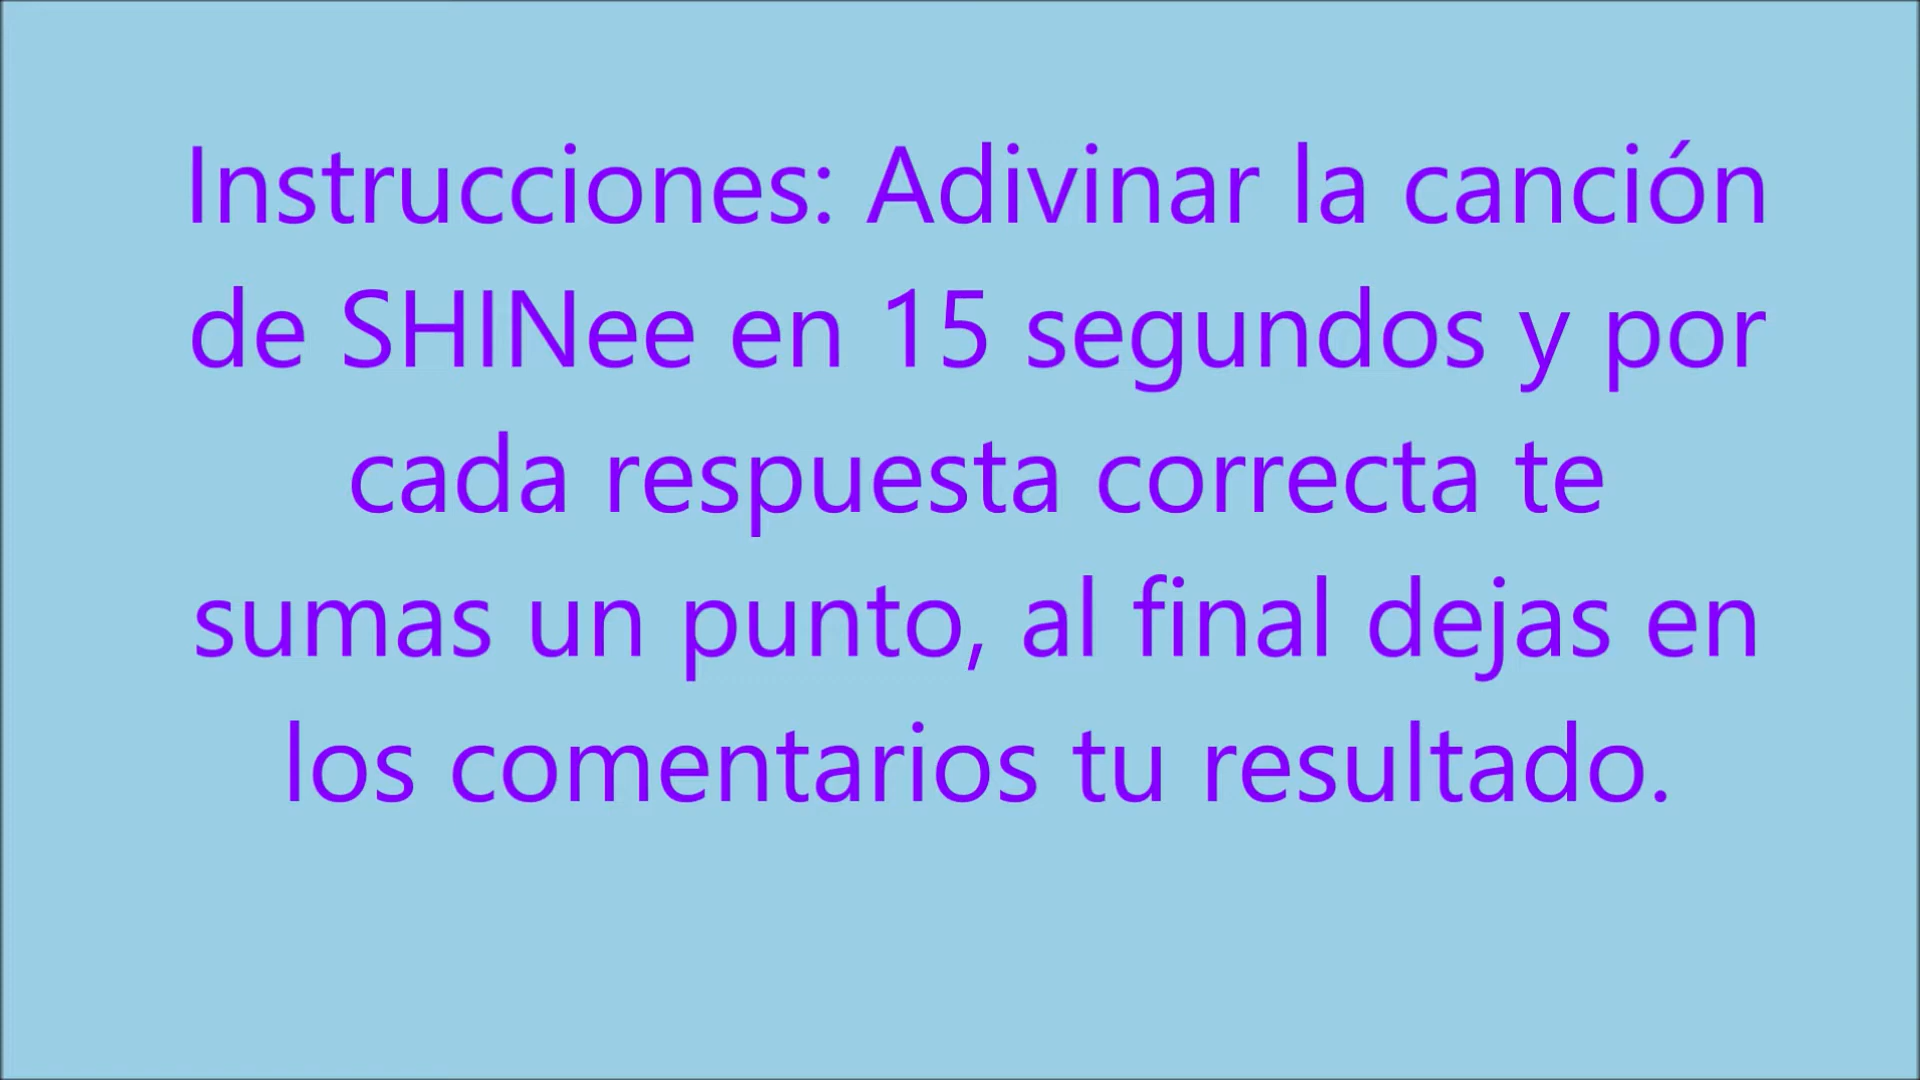 Instrucciones: Adivinar la canción
de SHINee en 15 segundos y por
cada respuesta correcta te
sumas un punto, al final dejas en
los comentarios tu resultado.